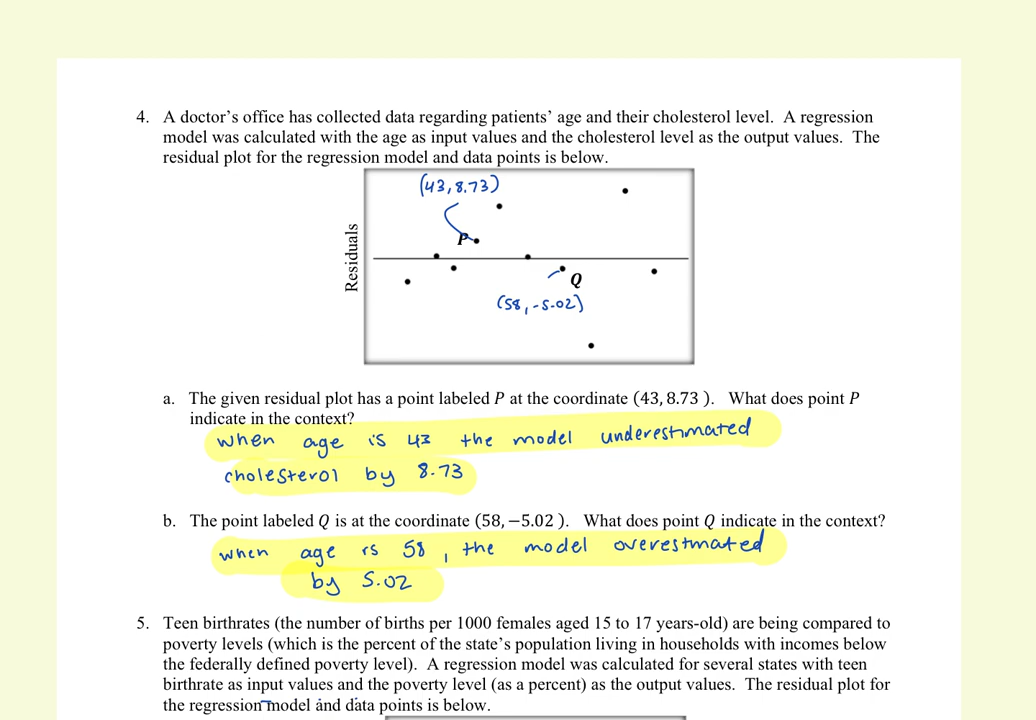 4. A doctor's office has collected data regarding patients' age and their cholesterol level. A regression
model was calculated with the age as input values and the cholesterol level as the output values. The
residual plot for the regression model and data points is below.
(43, 8.73)
P
Residuals
Q
(58, -5.02)
a. The given residual plot has a point labeled P at the coordinate (43, 8.73 ). What does point P
indicate in the context?
when age is 43 the model underestimated
cholesterol by 8.73
b. The point labeled Q is at the coordinate (58, −5.02 ). What does point Q indicate in the context?
when age is 58, the model overestmated
by 5.02
5. Teen birthrates (the number of births per 1000 females aged 15 to 17 years-old) are being compared to
poverty levels (which is the percent of the state's population living in households with incomes below
the federally defined poverty level). A regression model was calculated for several states with teen
birthrate as input values and the poverty level (as a percent) as the output values. The residual plot for
the regression model and data points is below.